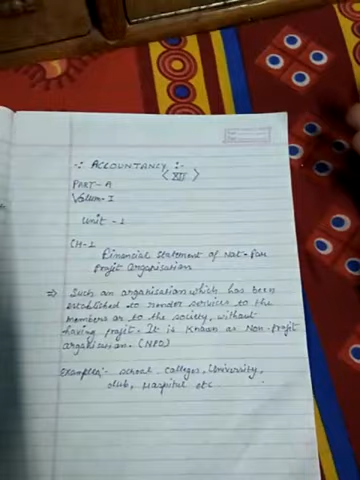 -: ACCOUNTANCY :-
< XII >
PART-A
Volum-I
Unit -1
CH-1
Financial Statement of Not-For
Profit Organisation
⇒ Such an organisation which has been
established to render services to the
members or to the society, without
having profit. It is Known as Non-Profit
organisation. (NPO)
Examples:- school, colleges, University,
club, Hospital etc.